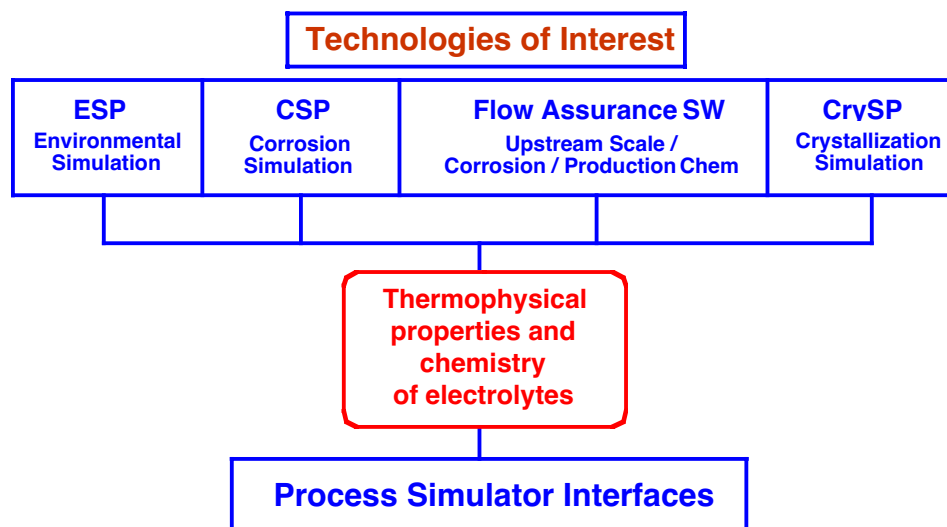 Technologies of Interest
ESP
Environmental
Simulation
CSP
Corrosion
Simulation
Flow Assurance SW
Upstream Scale /
Corrosion / Production Chem
CrySP
Crystallization
Simulation
Thermophysical
properties and
chemistry
of electrolytes
Process Simulator Interfaces